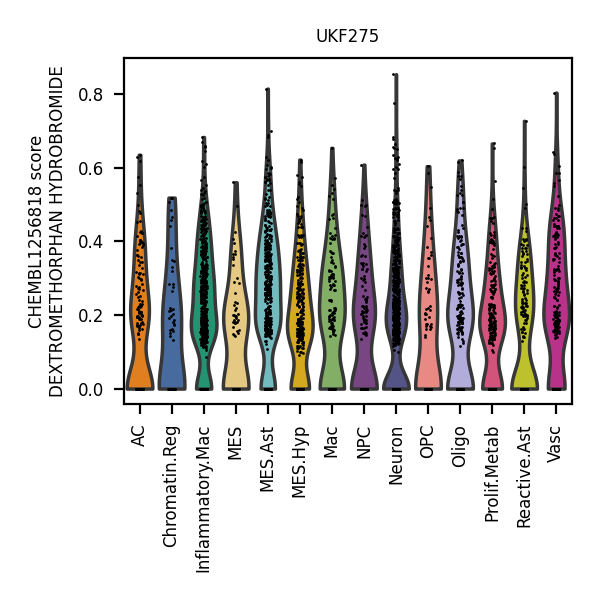 UKF275
CHEMBL1256818 score
DEXTROMETHORPHAN HYDROBROMIDE
0.8
0.6
0.4
0.2
0.0
AC
Chromatin.Reg
Inflammatory.Mac
MES
MES.Ast
MES.Hyp
Mac
NPC
Neuron
OPC
Oligo
Prolif.Metab
Reactive.Ast
Vasc